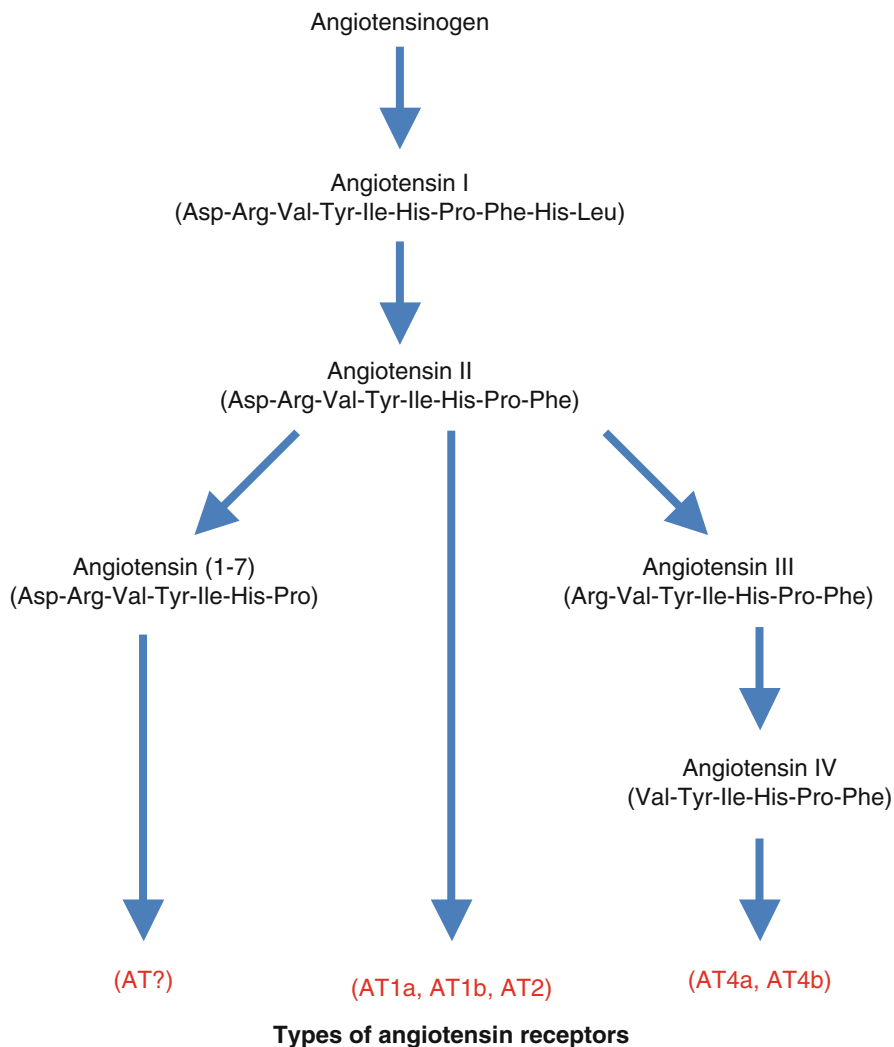 Angiotensinogen
Angiotensin I
(Asp-Arg-Val-Tyr-Ile-His-Pro-Phe-His-Leu)
Angiotensin II
(Asp-Arg-Val-Tyr-Ile-His-Pro-Phe)
Angiotensin (1-7)
(Asp-Arg-Val-Tyr-Ile-His-Pro)
Angiotensin III
(Arg-Val-Tyr-Ile-His-Pro-Phe)
Angiotensin IV
(Val-Tyr-Ile-His-Pro-Phe)
(AT?)
(AT1a, AT1b, AT2)
(AT4a, AT4b)
Types of angiotensin receptors